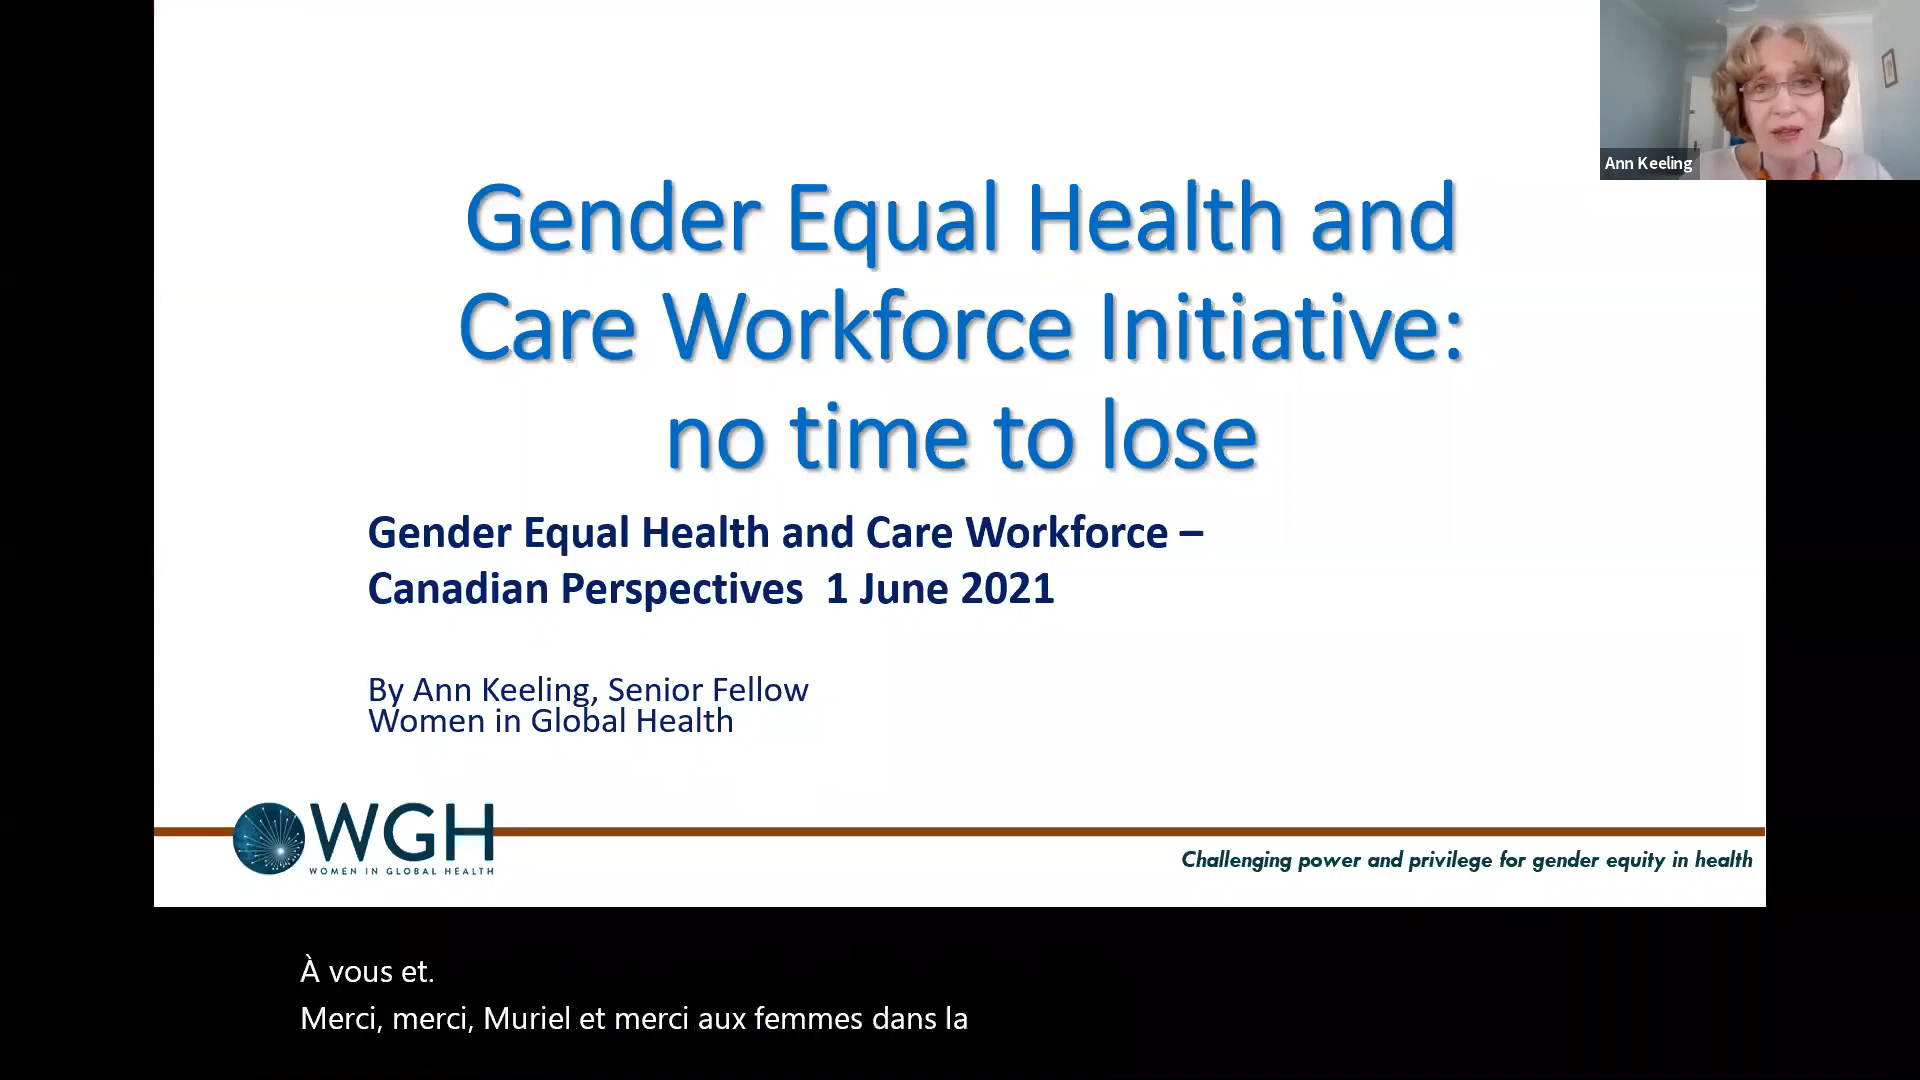 Ann Keeling
Gender Equal Health and
Care Workforce Initiative:
no time to lose
Gender Equal Health and Care Workforce –
Canadian Perspectives  1 June 2021
By Ann Keeling, Senior Fellow
Women in Global Health
WGH
WOMEN IN GLOBAL HEALTH
Challenging power and privilege for gender equity in health
À vous et.
Merci, merci, Muriel et merci aux femmes dans la